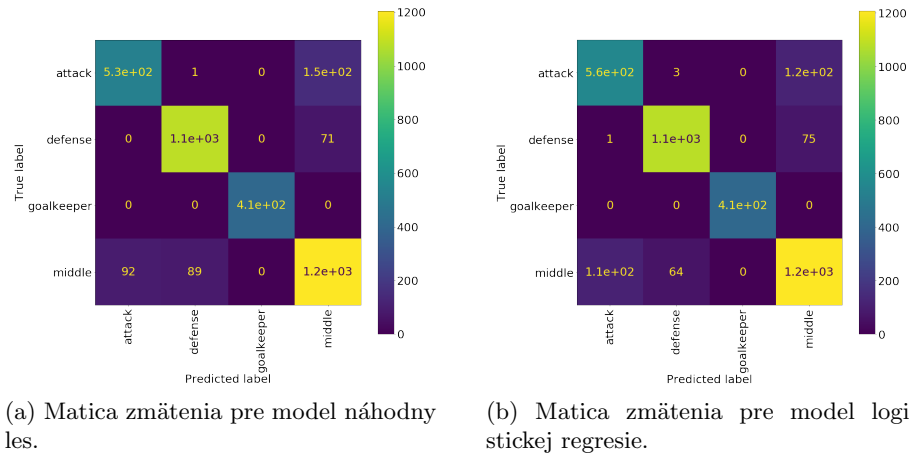 1200
1000
800
600
400
200
0
True label
attack
defense
goalkeeper
middle
5.3e+02 1 0 1.5e+02
0 1.1e+03 0 71
0 0 4.1e+02 0
92 89 0 1.2e+03
attack
defense
goalkeeper
middle
Predicted label
(a) Matica zmätenia pre model náhodny
les.
1200
1000
800
600
400
200
0
True label
attack
defense
goalkeeper
middle
5.6e+02 3 0 1.2e+02
1 1.1e+03 0 75
0 0 4.1e+02 0
1.1e+02 64 0 1.2e+03
attack
defense
goalkeeper
middle
Predicted label
(b) Matica zmätenia pre model logi
stickej regresie.